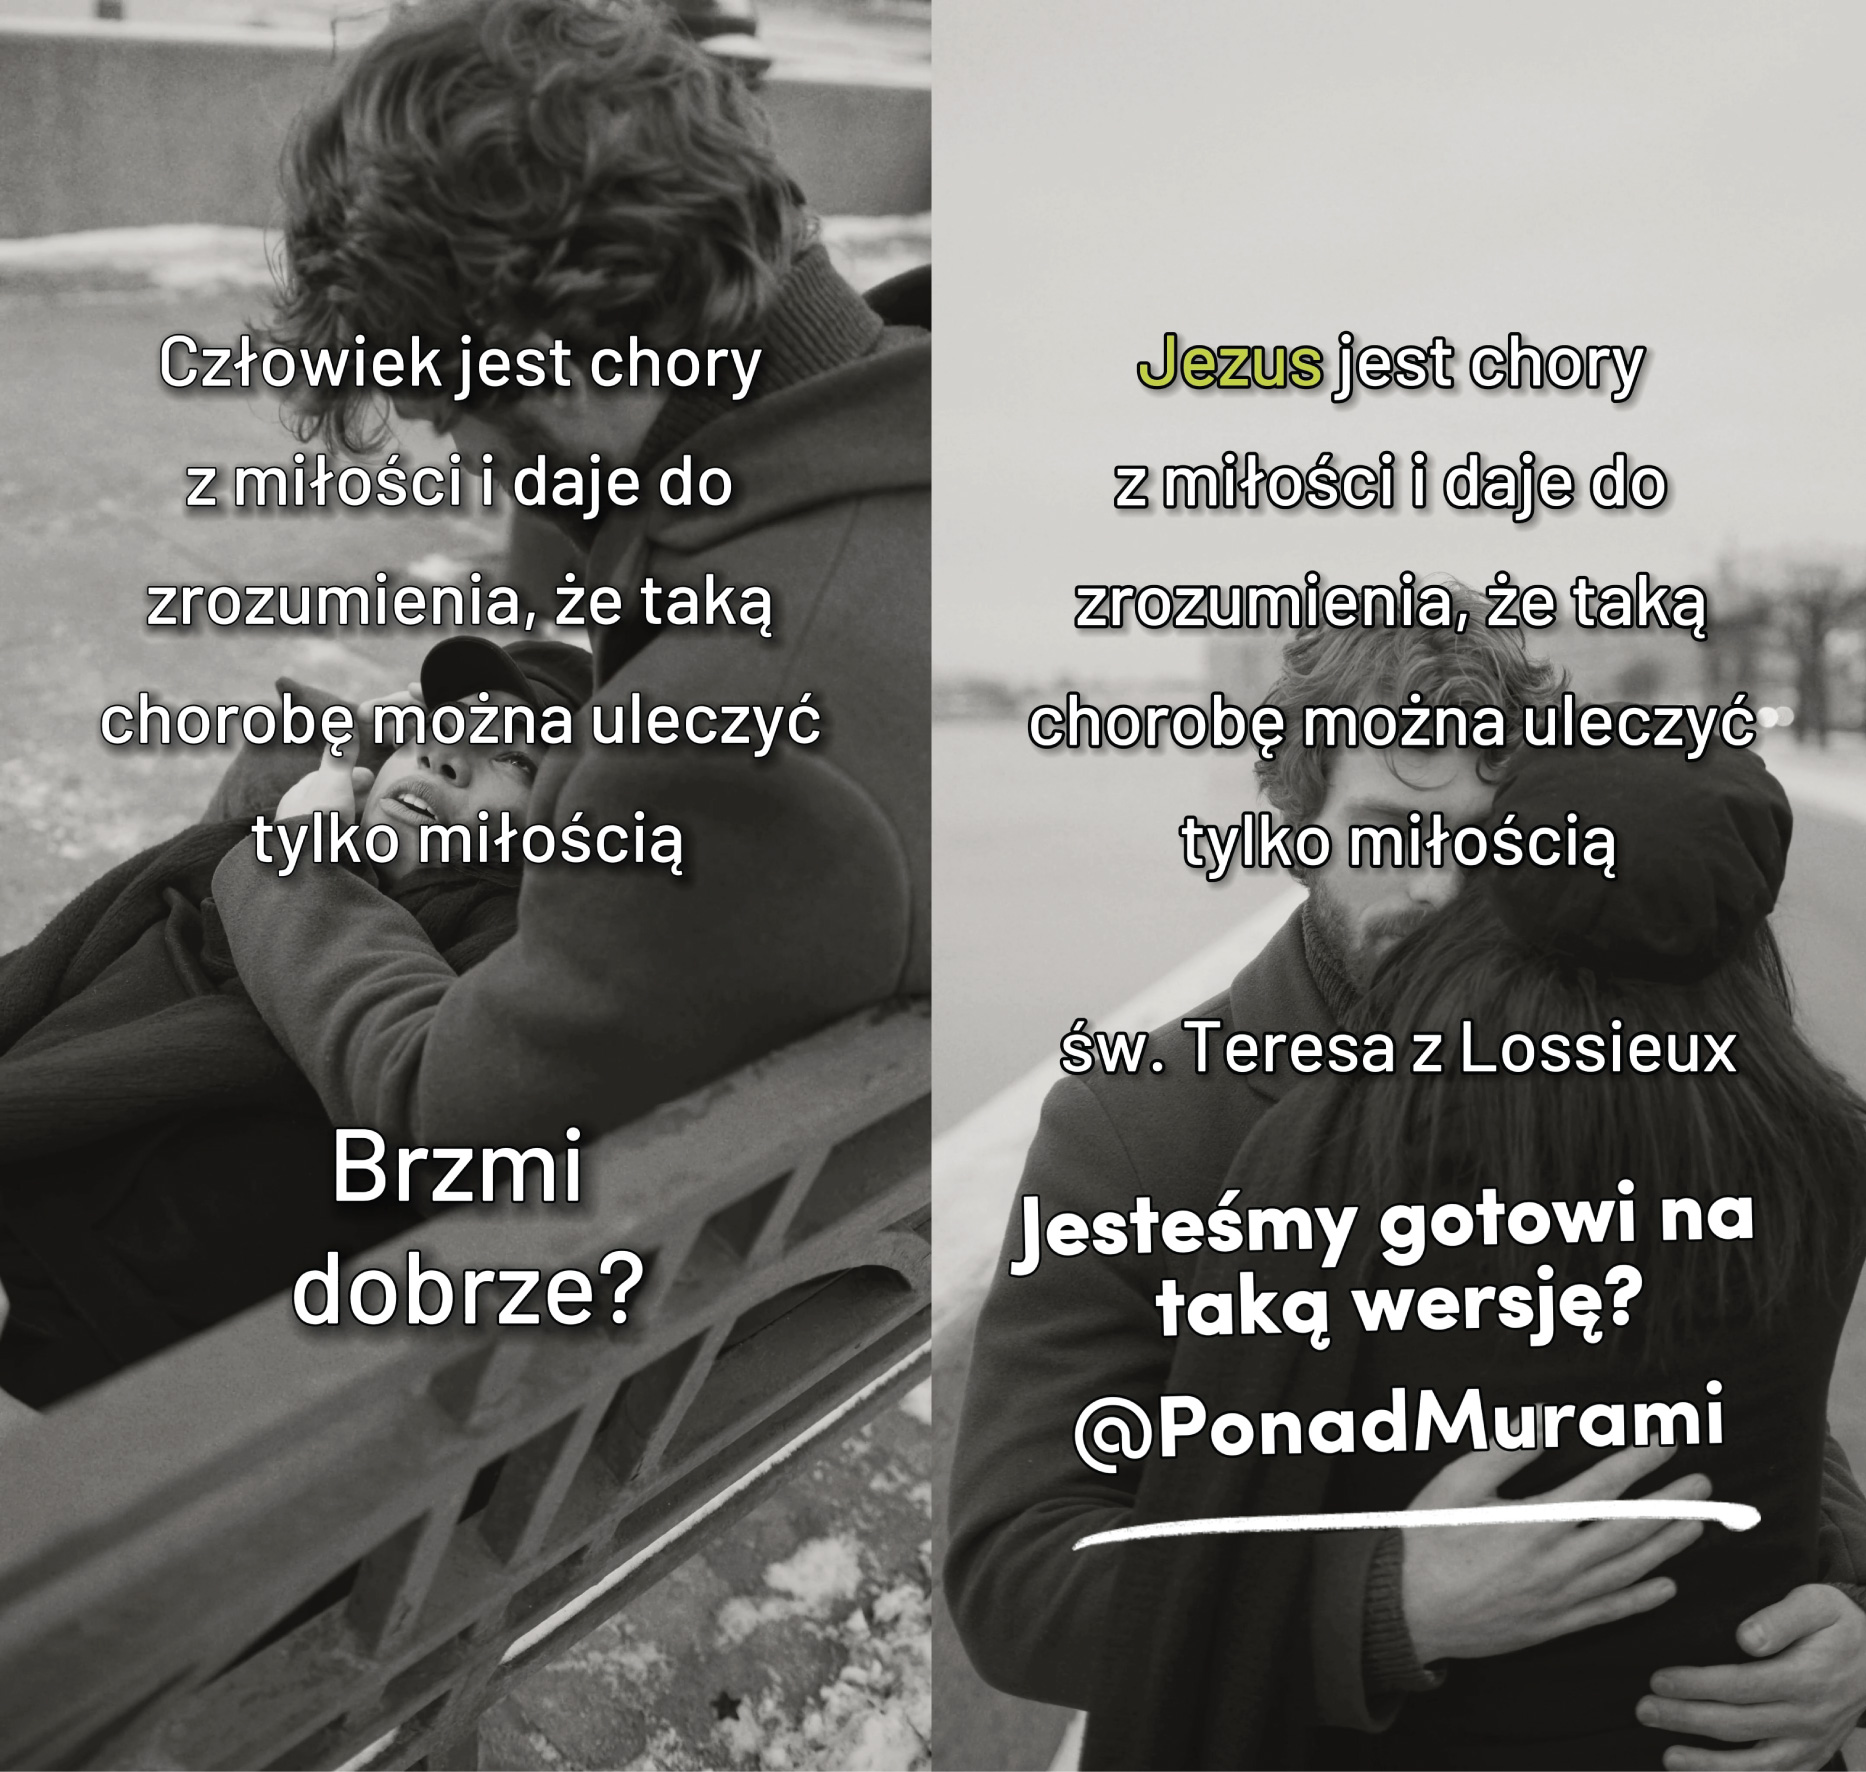 Człowiek jest chory
z miłości i daje do
zrozumienia, że taką
chorobę można uleczyć
tylko miłością
Brzmi
dobrze?
Jezus jest chory
z miłości i daje do
zrozumienia, że taką
chorobę można uleczyć
tylko miłością
św. Teresa z Lossieux
Jesteśmy gotowi na
taką wersję?
@PonadMurami